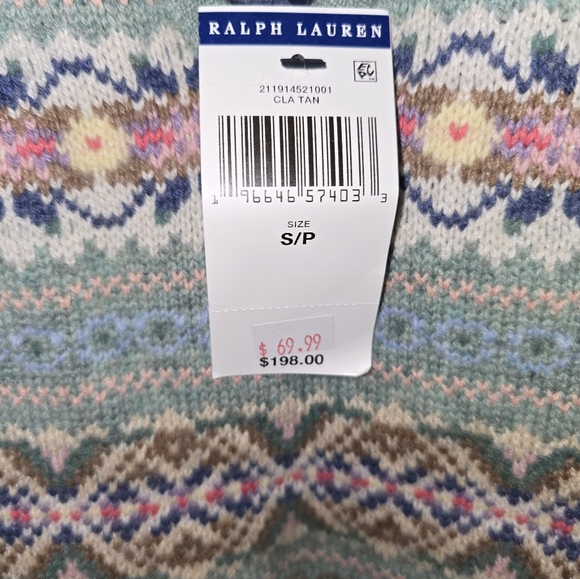 RALPH LAUREN
211914521001
CLA TAN
1 96646 57403 3
SIZE
S/P
$ 69.99
$198.00